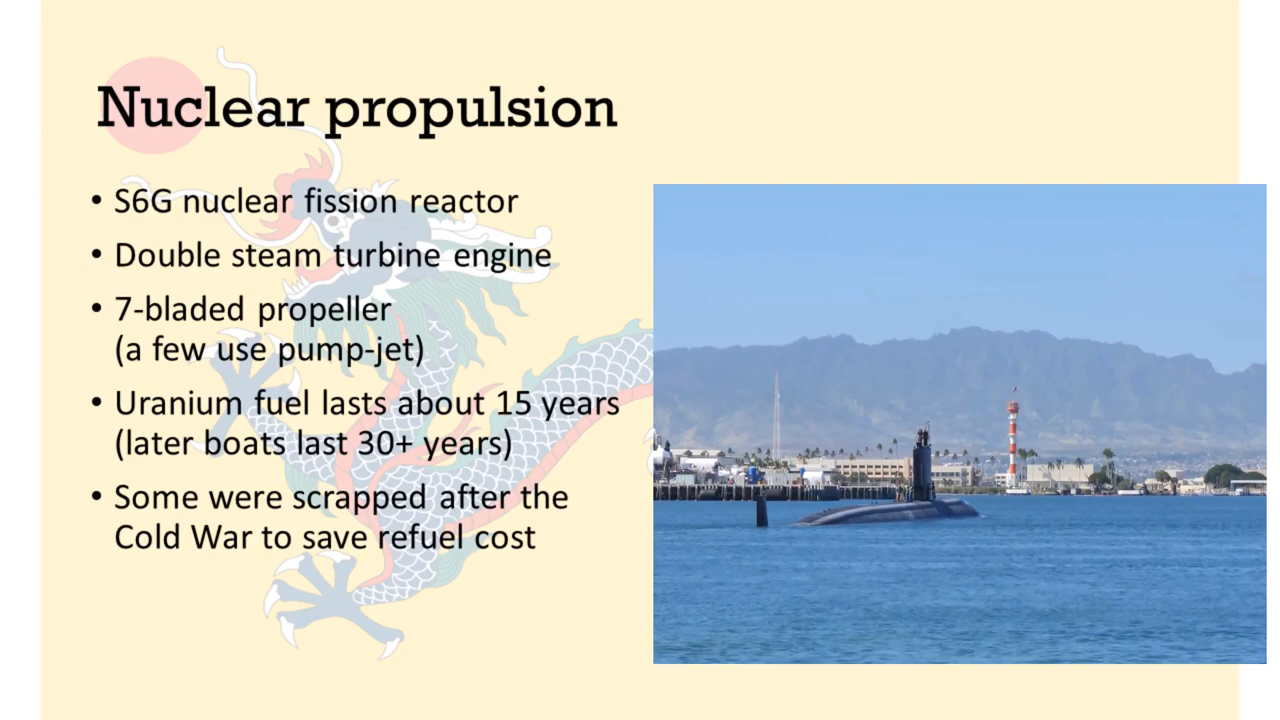 Nuclear propulsion
• S6G nuclear fission reactor
• Double steam turbine engine
• 7-bladed propeller
(a few use pump-jet)
• Uranium fuel lasts about 15 years
(later boats last 30+ years)
• Some were scrapped after the
Cold War to save refuel cost